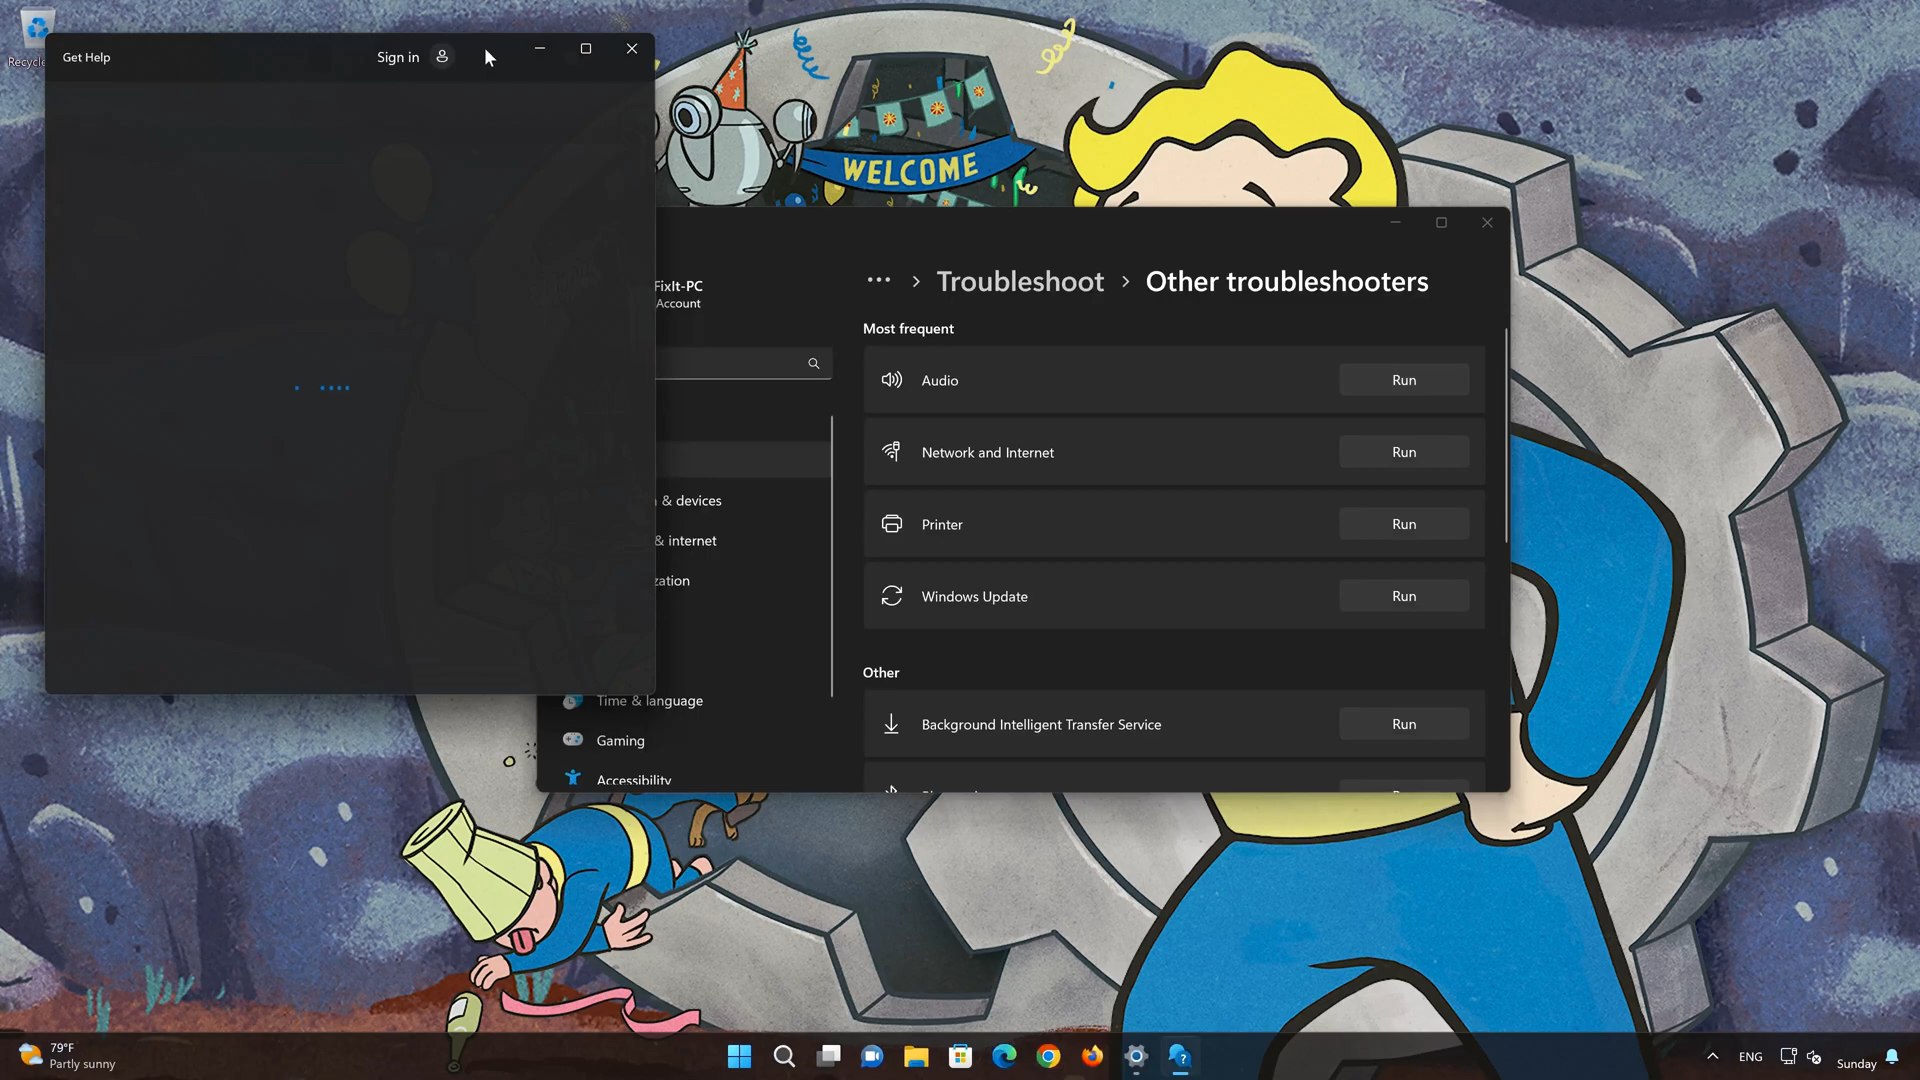 Recycle
Get Help
Sign in
WELCOME
FixIt-PC
Account
& devices
& internet
zation
Time & language
Gaming
Accessibility
… > Troubleshoot > Other troubleshooters
Most frequent
Audio Run
Network and Internet Run
Printer Run
Windows Update Run
Other
Background Intelligent Transfer Service Run
79°F
Partly sunny
ENG
Sunday